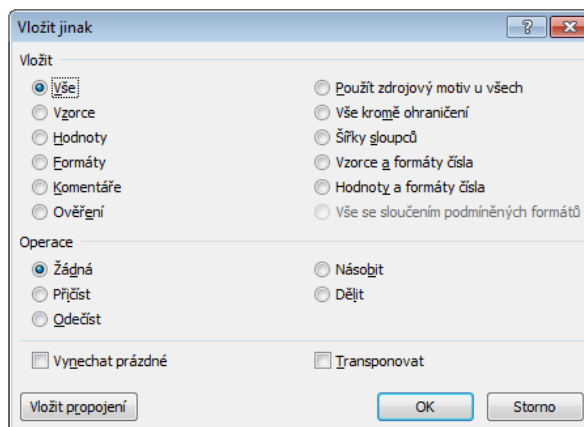 Vložit jinak
Vložit
Vše
Vzorce
Hodnoty
Formáty
Komentáře
Ověření
Použít zdrojový motiv u všech
Vše kromě ohraničení
Šířky sloupců
Vzorce a formáty čísla
Hodnoty a formáty čísla
Vše se sloučením podmíněných formátů
Operace
Žádná
Přičíst
Odečíst
Násobit
Dělit
Vynechat prázdné
Transponovat
Vložit propojení
OK
Storno